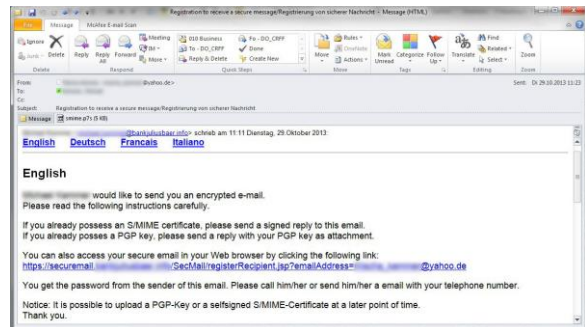 Registration to receive a secure message/Registrierung von sicherer Nachricht - Message (HTML)
File Message McAfee E-mail Scan
Ignore Delete Reply Reply All Forward Meeting IM More
010 Business To - DO_CRFF To - DO_CRFF Done Reply & Delete Create New
Move Rules OneNote Actions Mark Unread Categorize Follow Up Translate Find Related Select Zoom
Delete Respond Quick Steps Move Tags Editing Zoom
From: @yahoo.de> Sent: Di 29.10.2013 11:23
To:
Cc:
Subject: Registration to receive a secure message/Registrierung von sicherer Nachricht
Message smime.p7s (5 KB)
@bankjuliusbaer.info> schrieb am 11:11 Dienstag, 29.Oktober 2013:
English Deutsch Francais Italiano
English
would like to send you an encrypted e-mail.
Please read the following instructions carefully.
If you already possess an S/MIME certificate, please send a signed reply to this email.
If you already posses a PGP key, please send a reply with your PGP key as attachment.
You can also access your secure email in your Web browser by clicking the following link:
https://securemail. /SecMail/registerRecipient.jsp?emailAddress= @yahoo.de
You get the password from the sender of this email. Please call him/her or send him/her a email with your telephone number.
Notice: It is possible to upload a PGP-Key or a selfsigned S/MIME-Certificate at a later point of time.
Thank you.